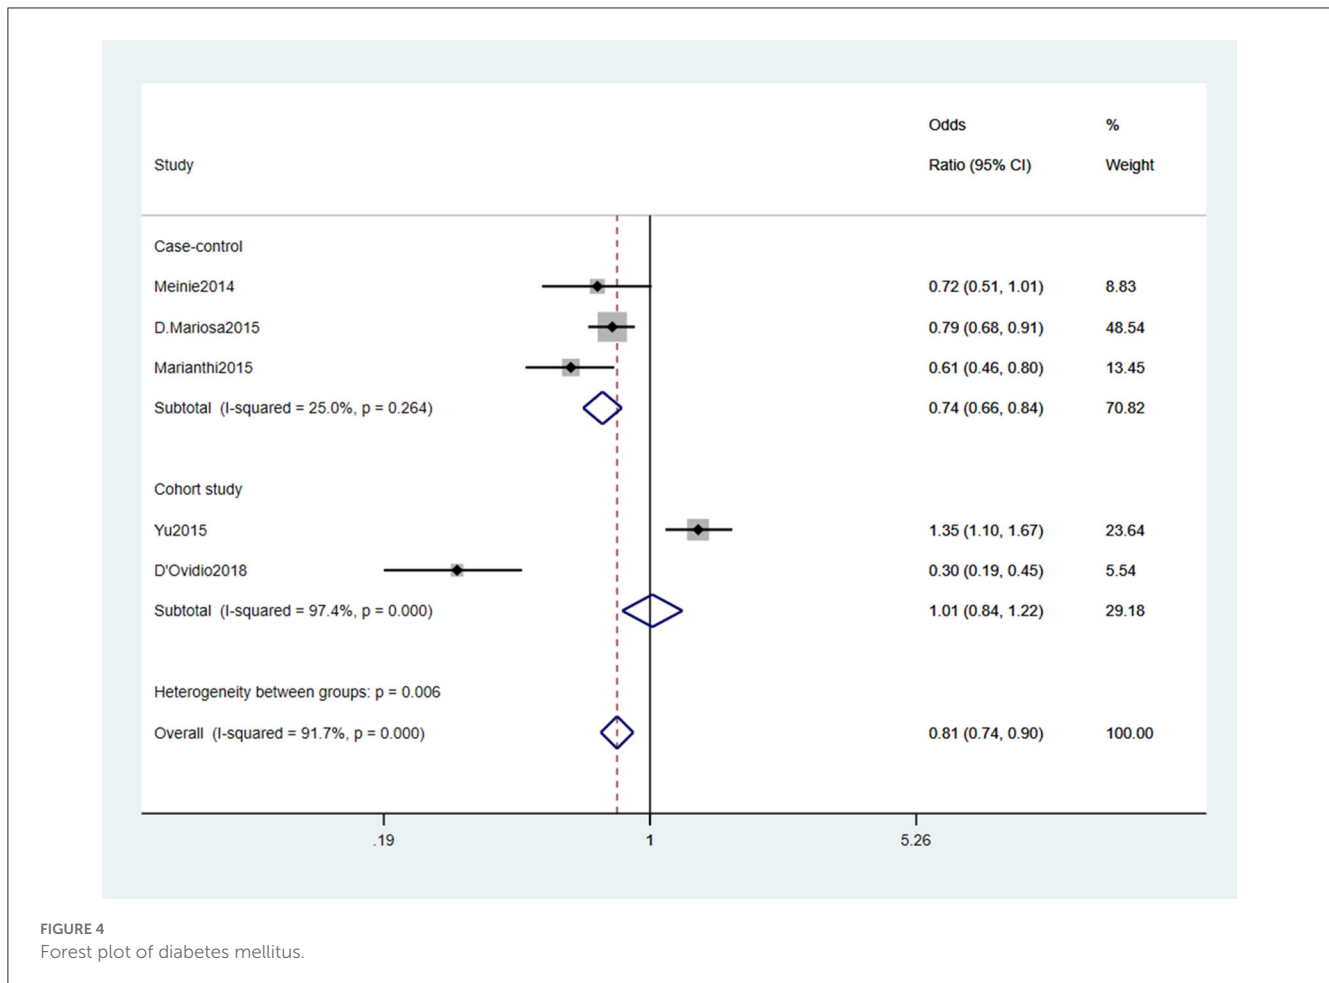 Odds %
Study Ratio (95% CI) Weight
Case-control
Meinie2014 0.72 (0.51, 1.01) 8.83
D.Mariosa2015 0.79 (0.68, 0.91) 48.54
Marianthi2015 0.61 (0.46, 0.80) 13.45
Subtotal (I-squared = 25.0%, p = 0.264) 0.74 (0.66, 0.84) 70.82
Cohort study
Yu2015 1.35 (1.10, 1.67) 23.64
D'Ovidio2018 0.30 (0.19, 0.45) 5.54
Subtotal (I-squared = 97.4%, p = 0.000) 1.01 (0.84, 1.22) 29.18
Heterogeneity between groups: p = 0.006
Overall (I-squared = 91.7%, p = 0.000) 0.81 (0.74, 0.90) 100.00
.19 1 5.26
FIGURE 4
Forest plot of diabetes mellitus.